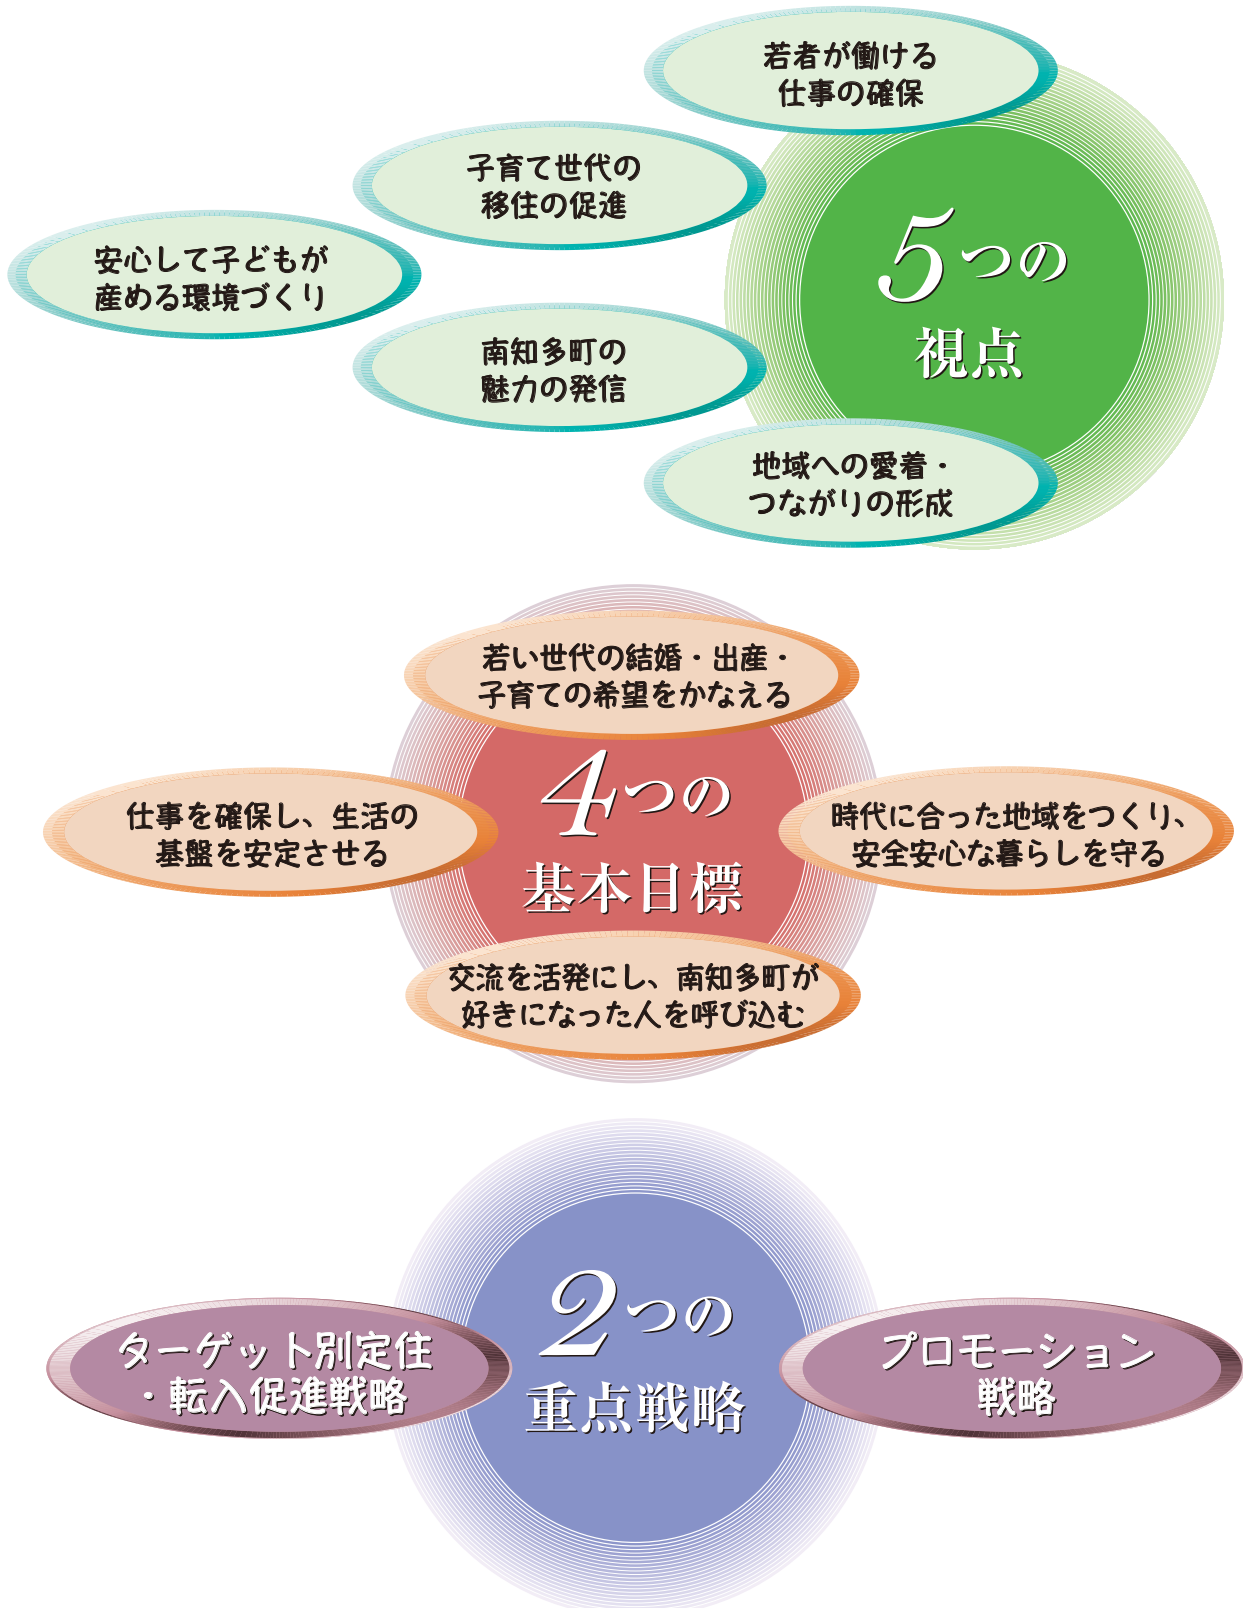 若者が働ける
仕事の確保
子育て世代の
移住の促進
安心して子どもが
産める環境づくり
南知多町の
魅力の発信
地域への愛着・
つながりの形成
5つの
視点
若い世代の結婚・出産・
子育ての希望をかなえる
仕事を確保し、生活の
基盤を安定させる
4つの
基本目標
時代に合った地域をつくり、
安全安心な暮らしを守る
交流を活発にし、南知多町が
好きになった人を呼び込む
2つの
重点戦略
ターゲット別定住
・転入促進戦略
プロモーション
戦略